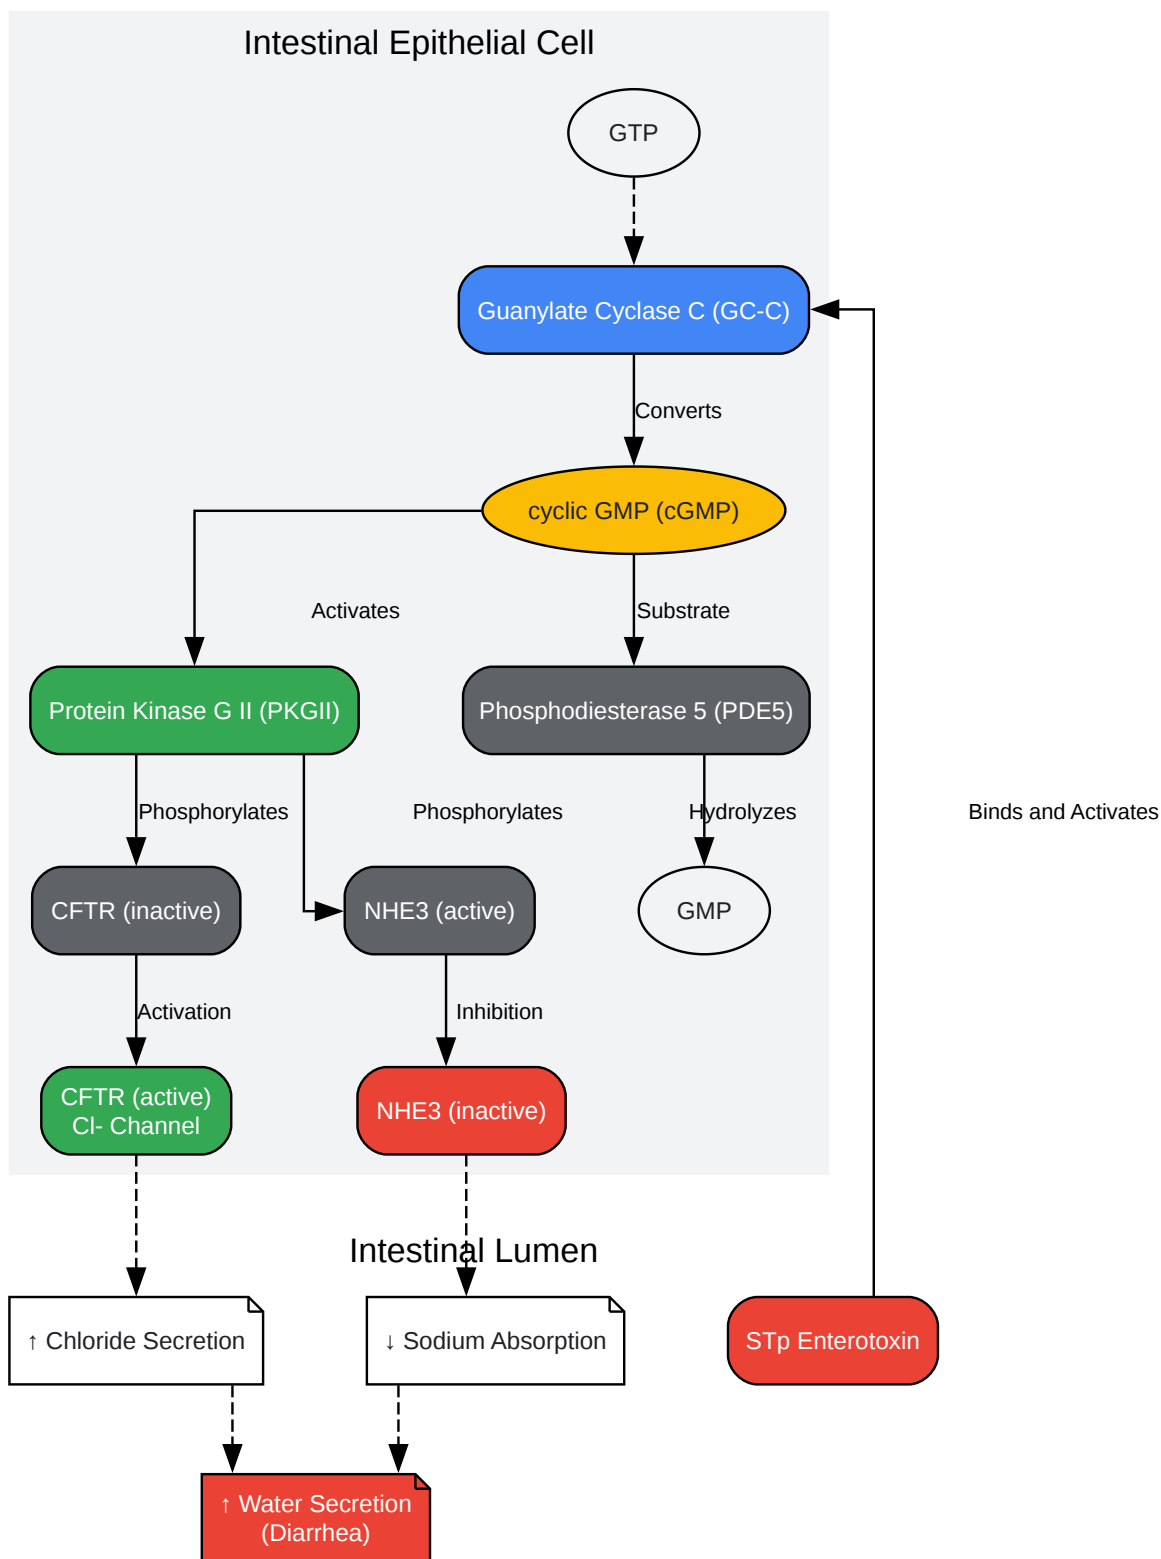 Intestinal Epithelial Cell
GTP
Guanylate Cyclase C (GC-C)
Converts
cyclic GMP (cGMP)
Activates
Substrate
Protein Kinase G II (PKGII)
Phosphodiesterase 5 (PDE5)
Phosphorylates
Phosphorylates
Hydrolyzes
Binds and Activates
CFTR (inactive)
NHE3 (active)
GMP
Activation
Inhibition
CFTR (active)
Cl- Channel
NHE3 (inactive)
Intestinal Lumen
↑ Chloride Secretion
↓ Sodium Absorption
STp Enterotoxin
↑ Water Secretion
(Diarrhea)